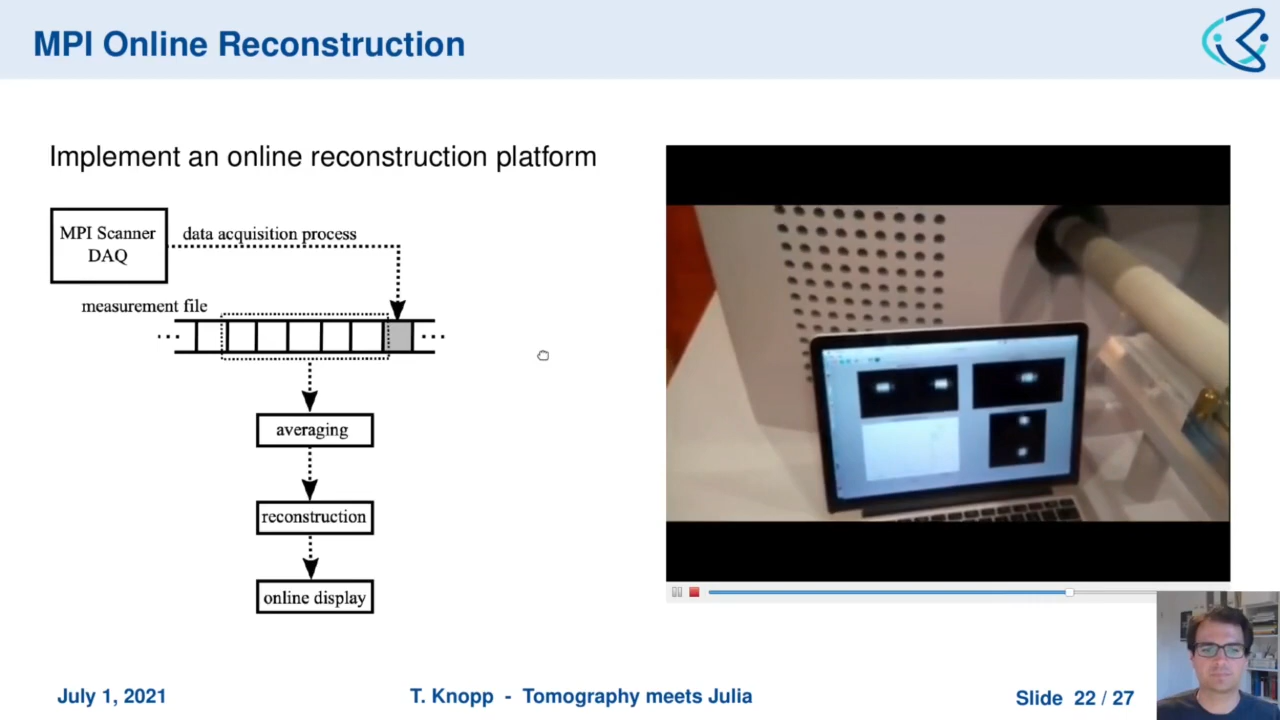 MPI Online Reconstruction
Implement an online reconstruction platform
MPI Scanner
DAQ
data acquisition process
measurement file
... ...
averaging
reconstruction
online display
July 1, 2021
T. Knopp - Tomography meets Julia
Slide 22 / 27